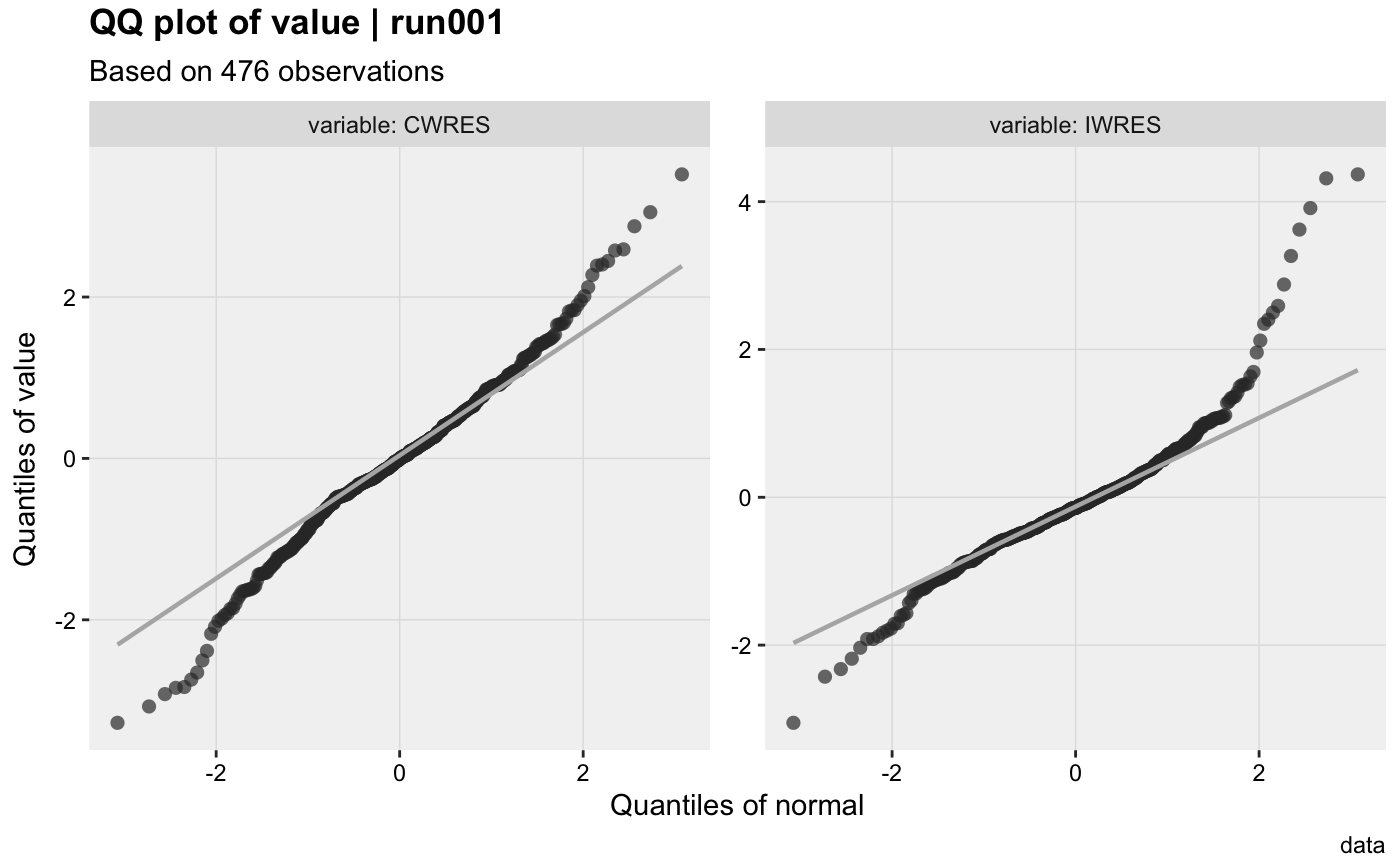 QQ plot of value | run001
Based on 476 observations
variable: CWRES
variable: IWRES
Quantiles of value
2
0
-2
4
2
0
-2
-2
0
2
-2
0
2
Quantiles of normal
data